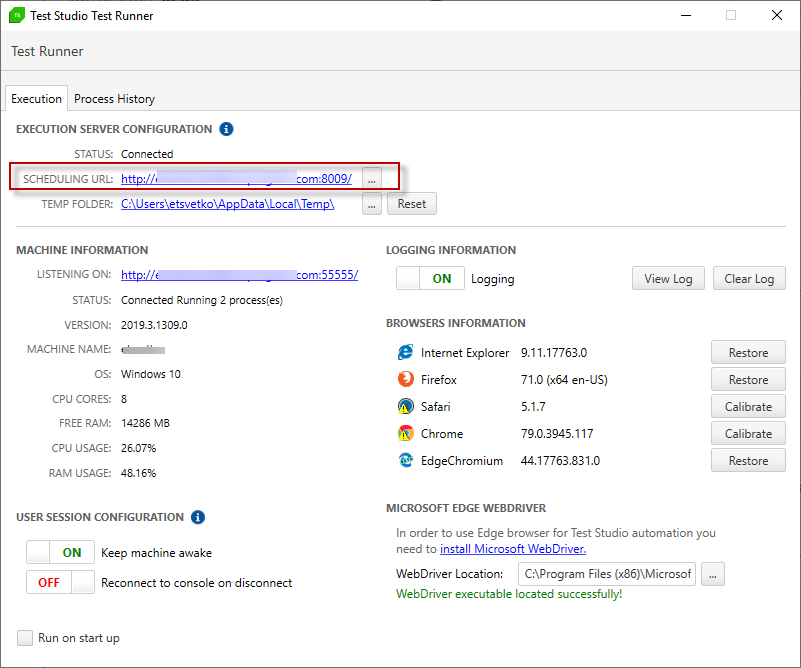 Test Studio Test Runner
Test Runner
Execution Process History
EXECUTION SERVER CONFIGURATION
STATUS: Connected
SCHEDULING URL: http:// com:8009/ ...
TEMP FOLDER: C:\Users\etsvetko\AppData\Local\Temp\ ... Reset
MACHINE INFORMATION
LISTENING ON: http:// com:55555/
STATUS: Connected Running 2 process(es)
VERSION: 2019.3.1309.0
MACHINE NAME:
OS: Windows 10
CPU CORES: 8
FREE RAM: 14286 MB
CPU USAGE: 26.07%
RAM USAGE: 48.16%
USER SESSION CONFIGURATION
ON Keep machine awake
OFF Reconnect to console on disconnect
Run on start up
LOGGING INFORMATION
ON Logging View Log Clear Log
BROWSERS INFORMATION
Internet Explorer 9.11.17763.0 Restore
Firefox 71.0 (x64 en-US) Restore
Safari 5.1.7 Calibrate
Chrome 79.0.3945.117 Calibrate
EdgeChromium 44.17763.831.0 Restore
MICROSOFT EDGE WEBDRIVER
In order to use Edge browser for Test Studio automation you
need to install Microsoft WebDriver.
WebDriver Location: C:\Program Files (x86)\Microsof ...
WebDriver executable located successfully!